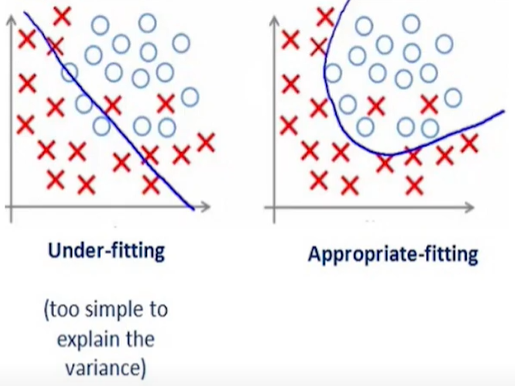 Under-fitting
Appropriate-fitting
(too simple to
explain the
variance)